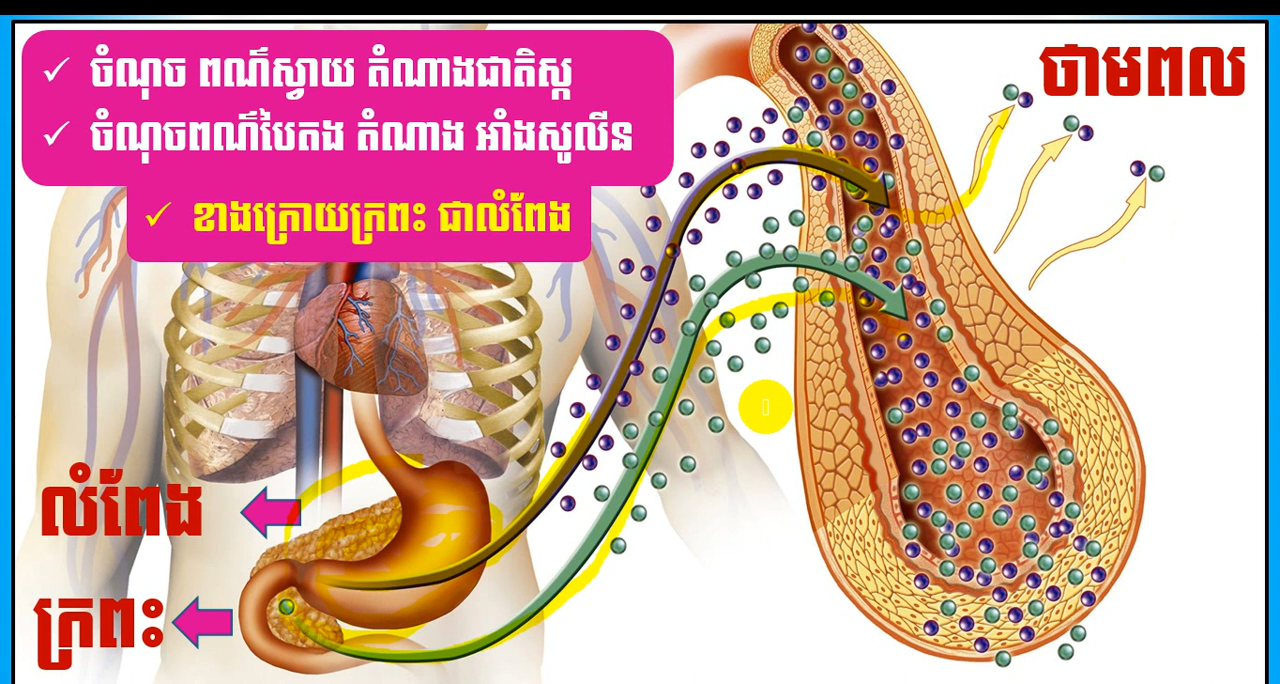 ✓ ចំណុច ពណ៌ស្វាយ តំណាងជាតិស្ក
✓ ចំណុចពណ៌បៃតង តំណាង អាំងសូលីន
✓ ខាងក្រោយក្រពះ ជាលំពែង
ថាមពល
លំពែង
ក្រពះ